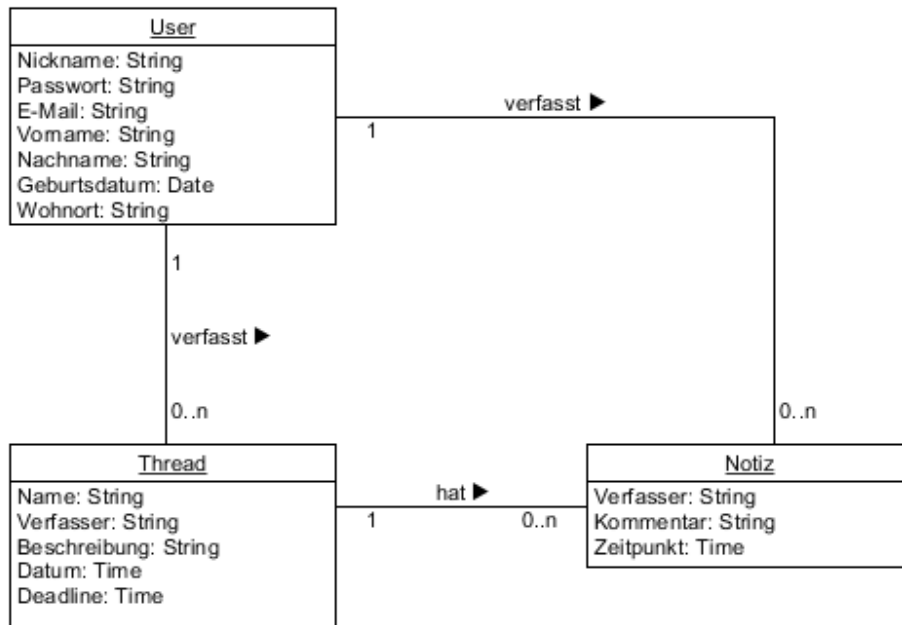 User
Nickname: String
Passwort: String
E-Mail: String
Vorname: String
Nachname: String
Geburtsdatum: Date
Wohnort: String
verfasst ▶
1
0..n
1
verfasst ▶
0..n
Thread
Name: String
Verfasser: String
Beschreibung: String
Datum: Time
Deadline: Time
hat ▶
1
0..n
Notiz
Verfasser: String
Kommentar: String
Zeitpunkt: Time